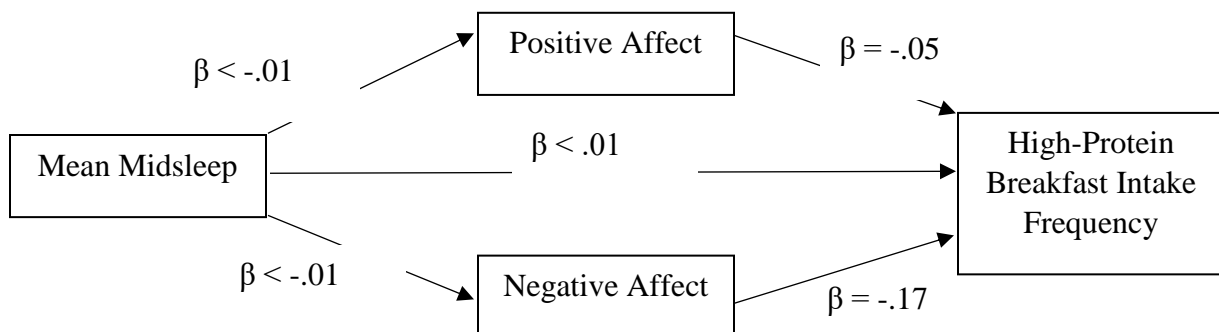 Positive Affect
β = -.05
β < -.01
High-Protein
Breakfast Intake
Frequency
Mean Midsleep
β < .01
β < -.01
Negative Affect
β = -.17